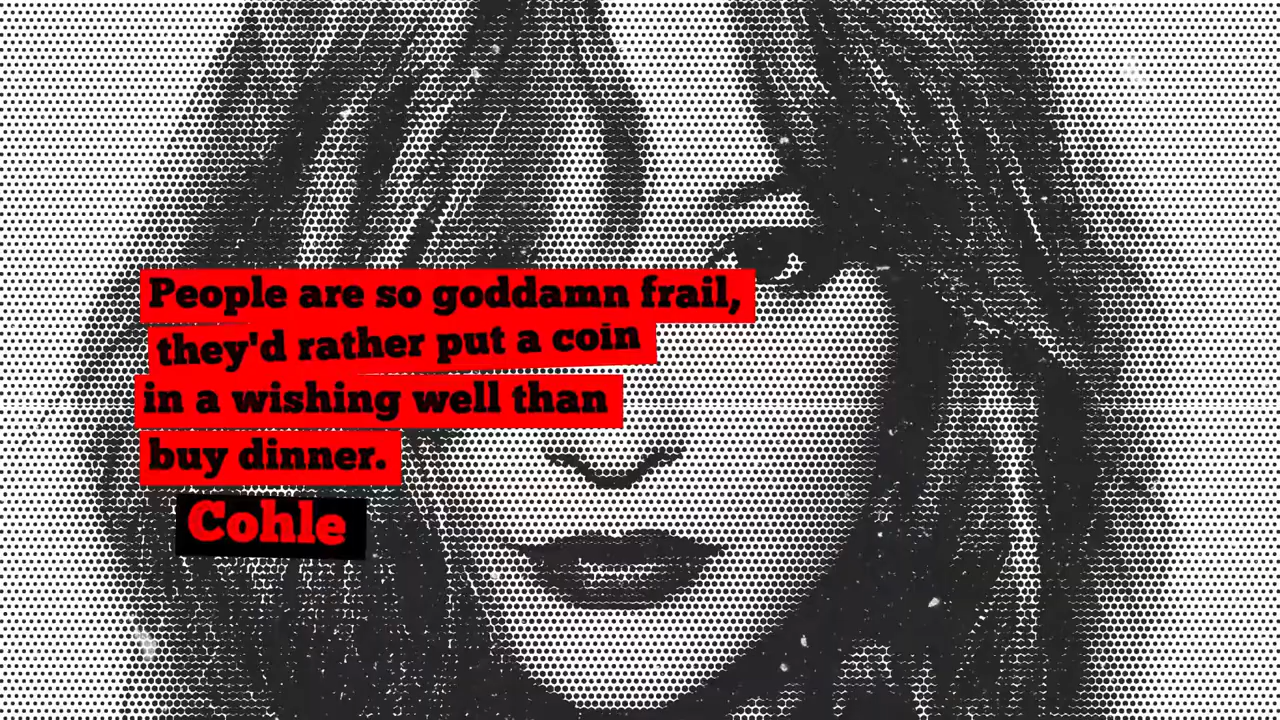 People are so goddamn frail,
they'd rather put a coin
in a wishing well than
buy dinner.
Cohle